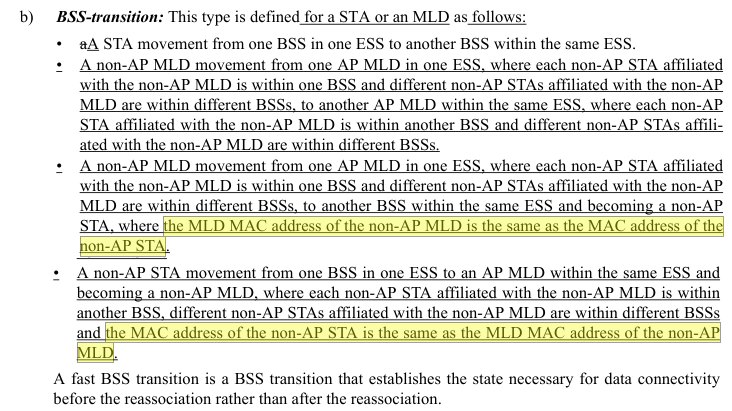 b) BSS-transition: This type is defined for a STA or an MLD as follows:
• aA STA movement from one BSS in one ESS to another BSS within the same ESS.
• A non-AP MLD movement from one AP MLD in one ESS, where each non-AP STA affiliated
with the non-AP MLD is within one BSS and different non-AP STAs affiliated with the non-AP
MLD are within different BSSs, to another AP MLD within the same ESS, where each non-AP
STA affiliated with the non-AP MLD is within another BSS and different non-AP STAs affili-
ated with the non-AP MLD are within different BSSs.
• A non-AP MLD movement from one AP MLD in one ESS, where each non-AP STA affiliated
with the non-AP MLD is within one BSS and different non-AP STAs affiliated with the non-AP
MLD are within different BSSs, to another BSS within the same ESS and becoming a non-AP
STA, where the MLD MAC address of the non-AP MLD is the same as the MAC address of the
non-AP STA.
• A non-AP STA movement from one BSS in one ESS to an AP MLD within the same ESS and
becoming a non-AP MLD, where each non-AP STA affiliated with the non-AP MLD is within
another BSS, different non-AP STAs affiliated with the non-AP MLD are within different BSSs
and the MAC address of the non-AP STA is the same as the MLD MAC address of the non-AP
MLD.
A fast BSS transition is a BSS transition that establishes the state necessary for data connectivity
before the reassociation rather than after the reassociation.